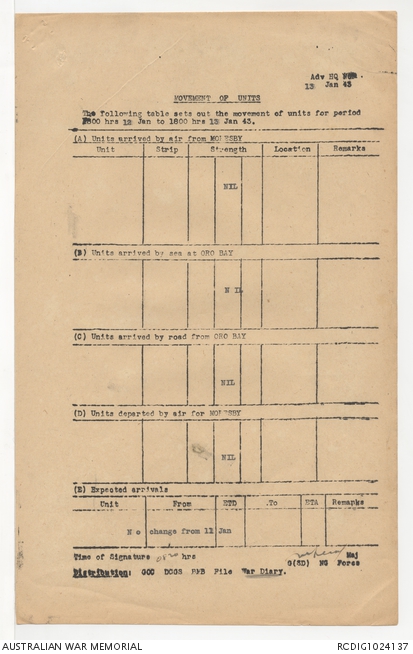 Adv HQ
13 Jan 43
MOVEMENT OF UNITS
The following table sets out the movement of units for period
1800 hrs 12 Jan to 1800 hrs 13 Jan 43.
(A) Units arrived by air from MORESBY
Unit Strip Strength Location Remarks
NIL
(B) Units arrived by sea at ORO BAY
N IL
(C) Units arrived by road from ORO BAY
NIL
(D) Units departed by air for MORESBY
NIL
(E) Expected arrivals
Unit From ETD .To ETA Remarks
No change from 11 Jan
Time of Signature hrs Maj
G(SD) NG Force
Distribution: GOC DCGS File War Diary.
AUSTRALIAN WAR MEMORIAL RCDIG1024137